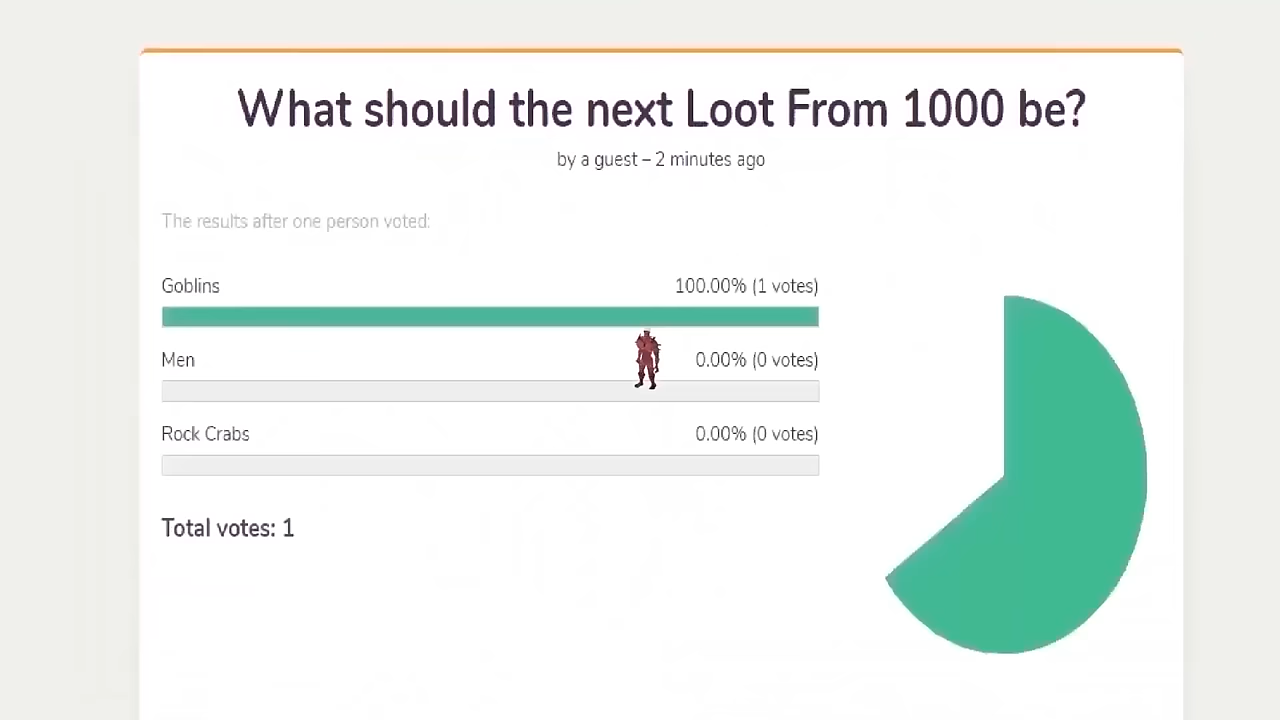 What should the next Loot From 1000 be?
by a guest – 2 minutes ago
The results after one person voted:
Goblins 100.00% (1 votes)
Men 0.00% (0 votes)
Rock Crabs 0.00% (0 votes)
Total votes: 1